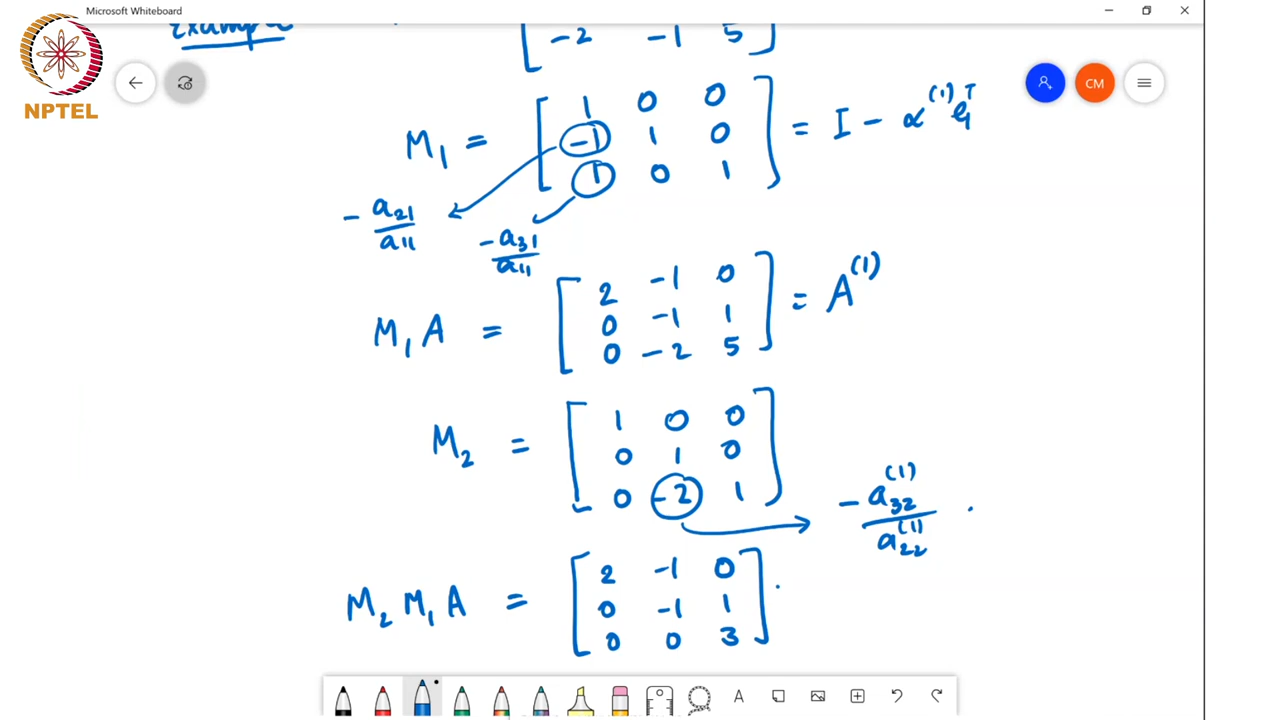 Microsoft Whiteboard
Example
-2 -1 5
NPTEL
CM
M₁ = [ 1 0 0
-1 1 0
1 0 1 ] = I - α⁽¹⁾ e₁ᵀ
- a₂₁ / a₁₁
- a₃₁ / a₁₁
M₁ A = [ 2 -1 0
0 -1 1
0 -2 5 ] = A⁽¹⁾
M₂ = [ 1 0 0
0 1 0
0 -2 1 ]
- a₃₂⁽¹⁾ / a₂₂⁽¹⁾ .
M₂ M₁ A = [ 2 -1 0
0 -1 1
0 0 3 ] .
A